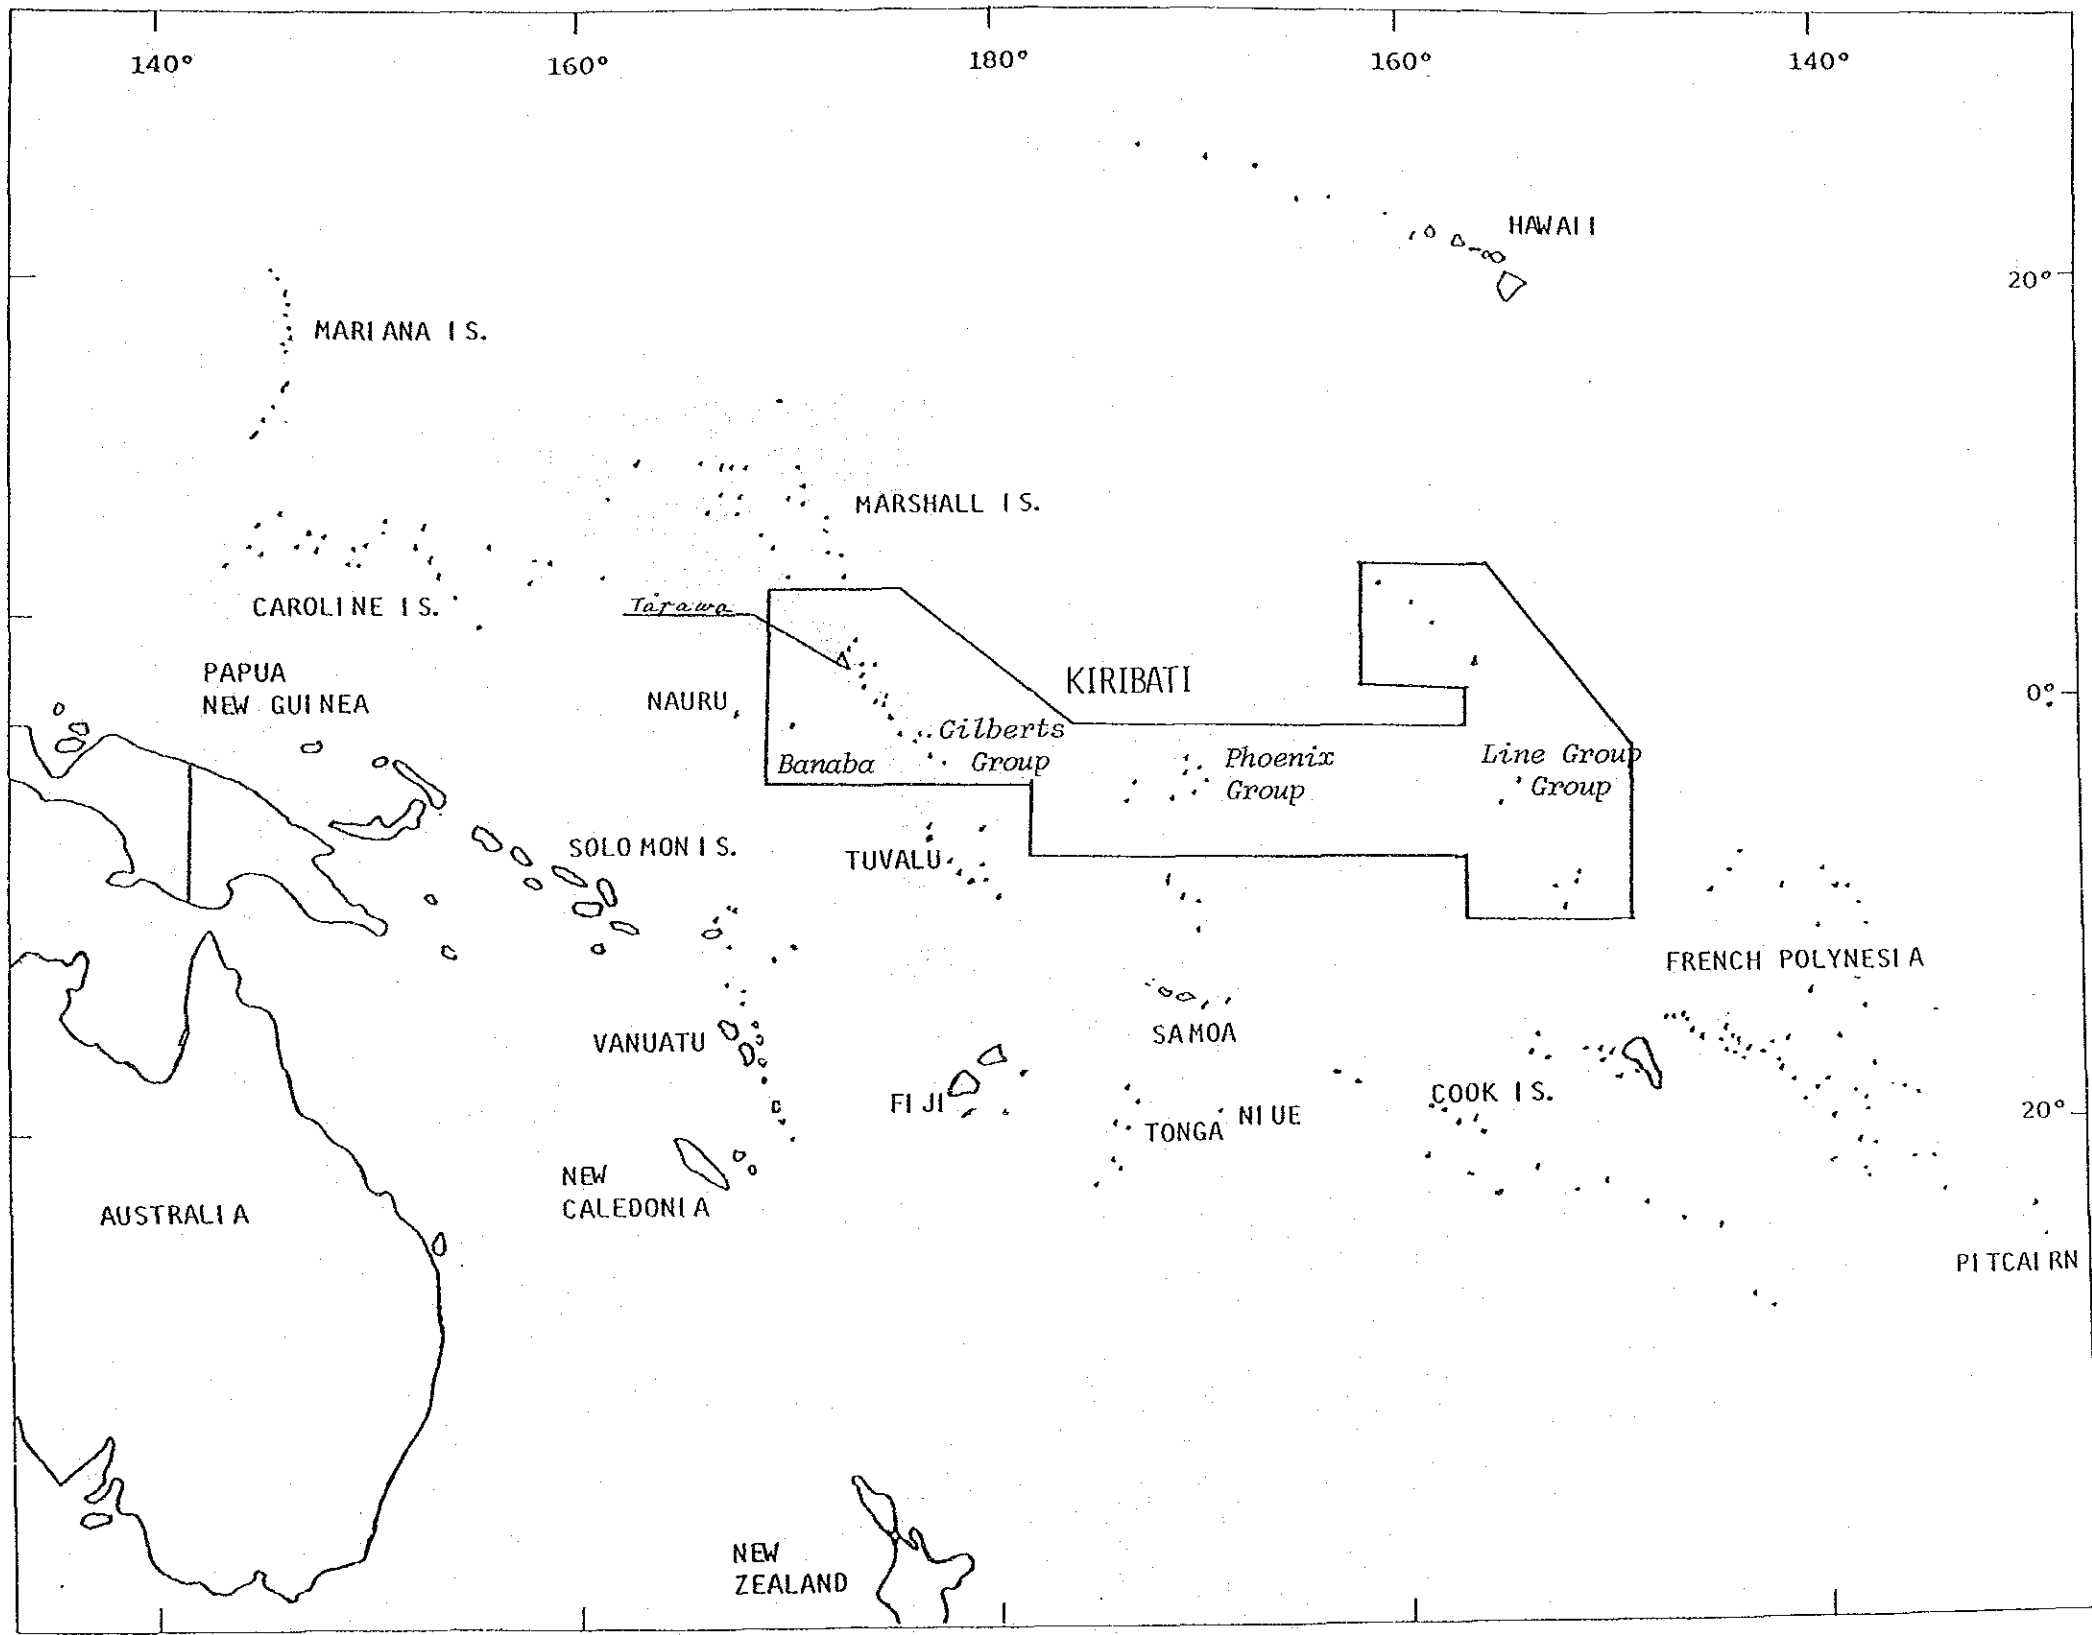 140° 160° 180° 160° 140°
HAWAII
20°
MARIANA IS.
MARSHALL IS.
CAROLINE IS.
Tarawa
PAPUA
NEW GUINEA
NAURU
KIRIBATI
0°
Gilberts
Group
Banaba
Phoenix
Group
Line Group
Group
SOLOMON IS.
TUVALU
FRENCH POLYNESIA
VANUATU
SAMOA
FIJI
COOK IS.
TONGA
NIUE
20°
NEW
CALEDONIA
AUSTRALIA
PITCAIRN
NEW
ZEALAND